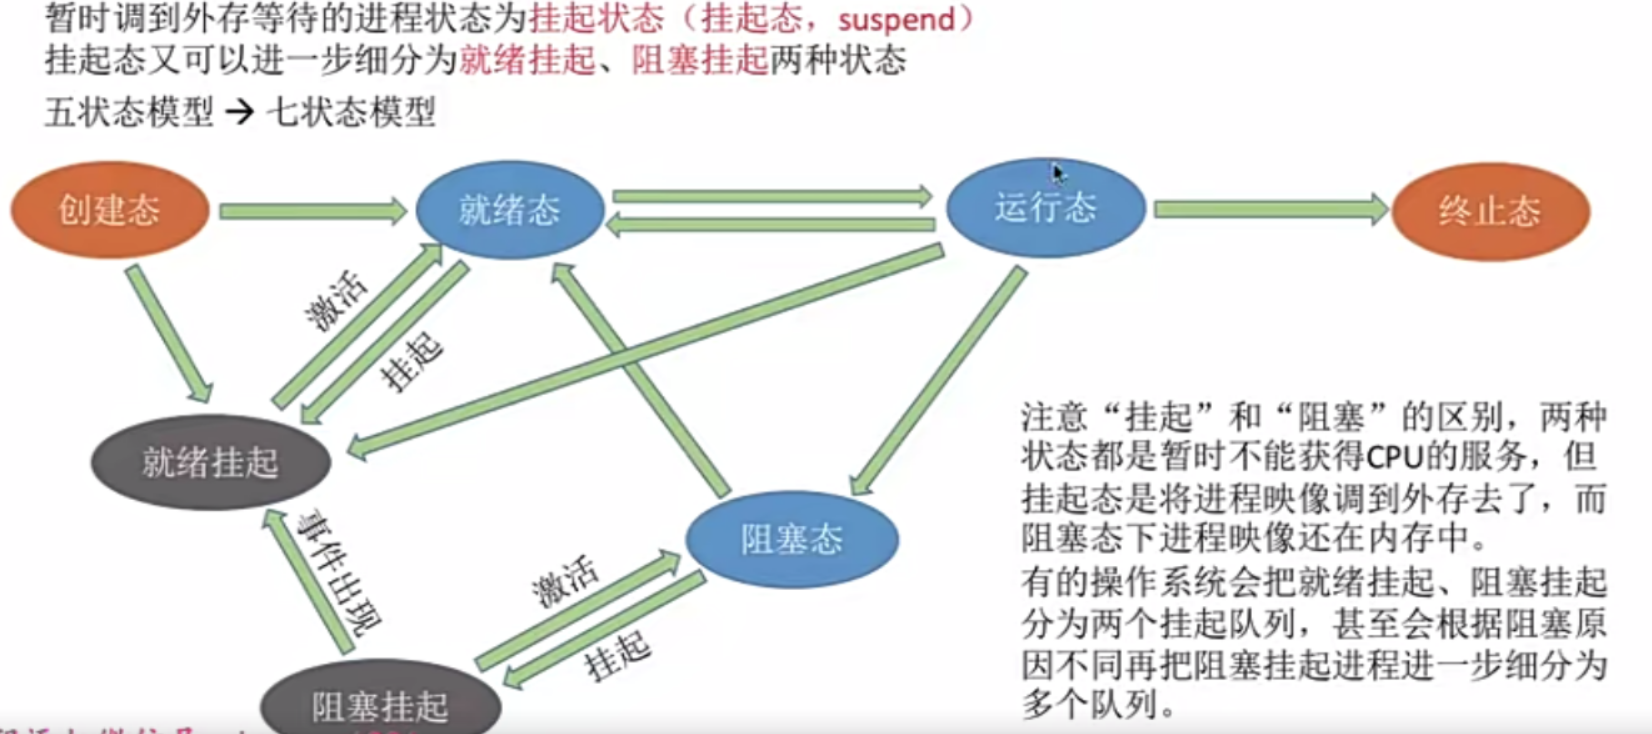 暂时调到外存等待的进程状态为挂起状态（挂起态，suspend）
挂起态又可以进一步细分为就绪挂起、阻塞挂起两种状态
五状态模型 → 七状态模型
创建态
就绪态
运行态
终止态
激活
挂起
就绪挂起
事件出现
阻塞态
激活
挂起
阻塞挂起
注意“挂起”和“阻塞”的区别，两种
状态都是暂时不能获得CPU的服务，但
挂起态是将进程映像调到外存去了，而
阻塞态下进程映像还在内存中。
有的操作系统会把就绪挂起、阻塞挂起
分为两个挂起队列，甚至会根据阻塞原
因不同再把阻塞挂起进程进一步细分为
多个队列。